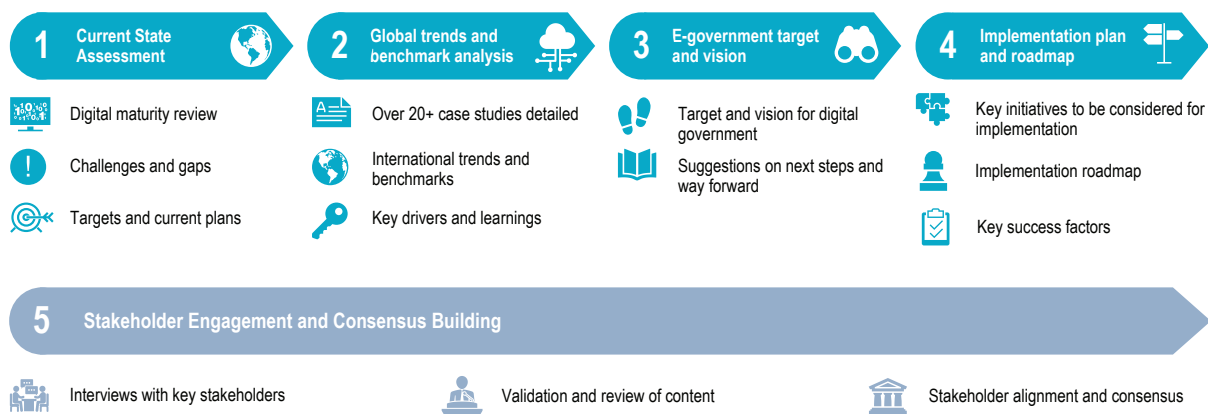 1
Current State
Assessment
Digital maturity review
Challenges and gaps
Targets and current plans
2
Global trends and
benchmark analysis
Over 20+ case studies detailed
International trends and
benchmarks
Key drivers and learnings
3
E-government target
and vision
Target and vision for digital
government
Suggestions on next steps and
way forward
4
Implementation plan
and roadmap
Key initiatives to be considered for
implementation
Implementation roadmap
Key success factors
5
Stakeholder Engagement and Consensus Building
Interviews with key stakeholders
Validation and review of content
Stakeholder alignment and consensus